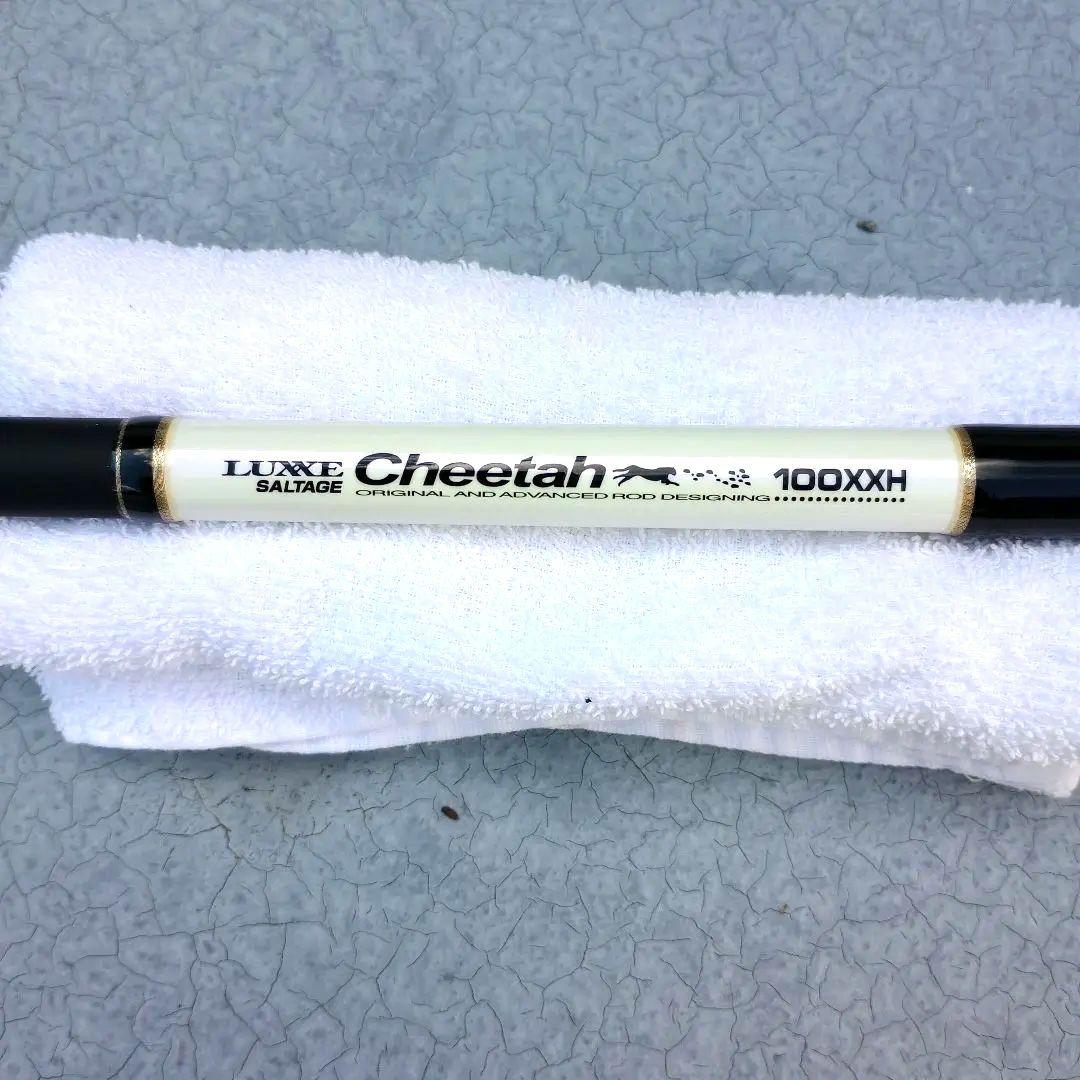 LUXXE SALTAGE Cheetah 100XXH
ORIGINAL AND ADVANCED ROD DESIGNING